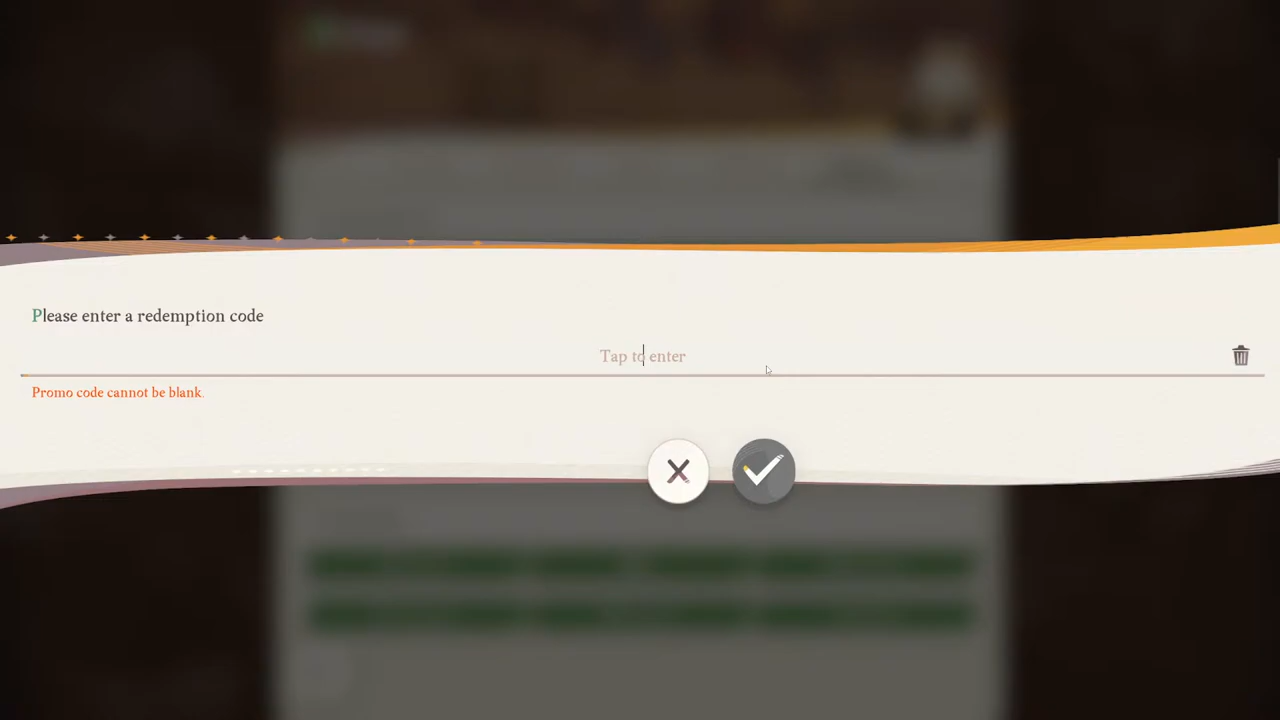 Please enter a redemption code
Tap to enter
Promo code cannot be blank.